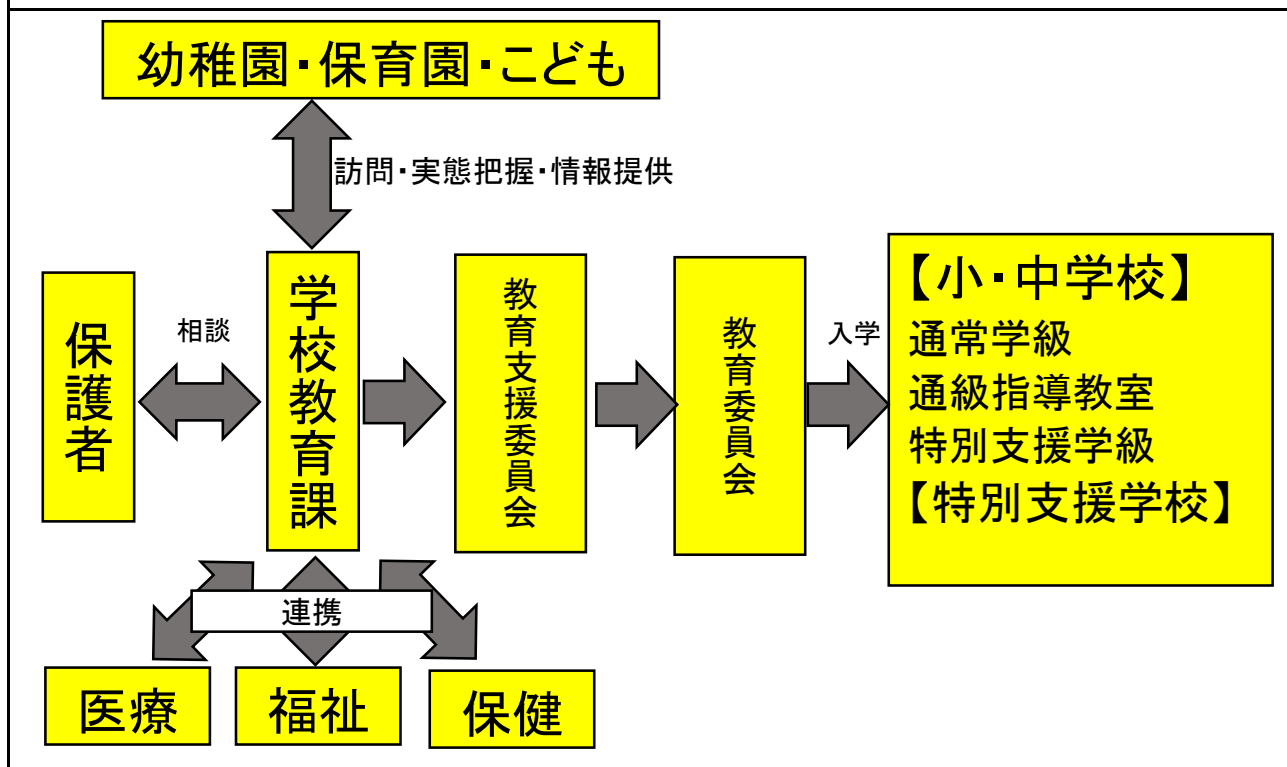 幼稚園・保育園・こども
訪問・実態把握・情報提供
保護者
相談
学校教育課
教育支援委員会
教育委員会
入学
【小・中学校】
通常学級
通級指導教室
特別支援学級
【特別支援学校】
連携
医療
福祉
保健